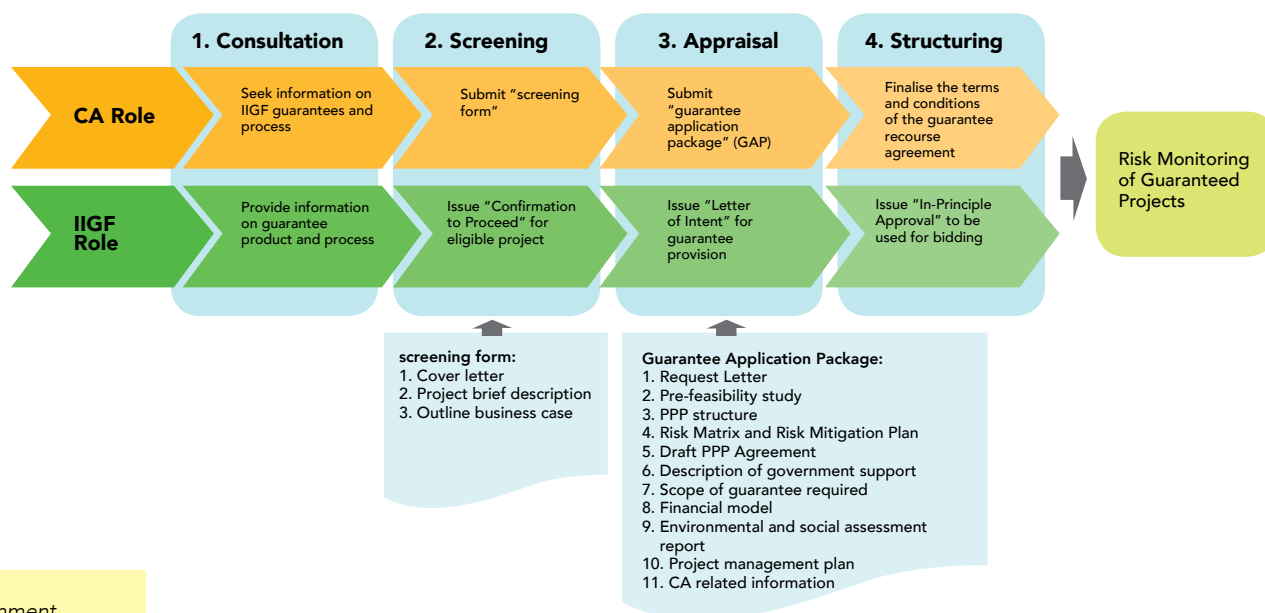 1. Consultation
2. Screening
3. Appraisal
4. Structuring
CA Role
Seek information on
IIGF guarantees and
process
Submit “screening
form”
Submit
“guarantee
application
package” (GAP)
Finalise the terms
and conditions
of the guarantee
recourse
agreement
IIGF
Role
Provide information
on guarantee
product and process
Issue “Confirmation
to Proceed” for
eligible project
Issue “Letter
of Intent” for
guarantee
provision
Issue “In-Principle
Approval” to be
used for bidding
Risk Monitoring
of Guaranteed
Projects
screening form:
1. Cover letter
2. Project brief description
3. Outline business case
Guarantee Application Package:
1. Request Letter
2. Pre-feasibility study
3. PPP structure
4. Risk Matrix and Risk Mitigation Plan
5. Draft PPP Agreement
6. Description of government support
7. Scope of guarantee required
8. Financial model
9. Environmental and social assessment
report
10. Project management plan
11. CA related information